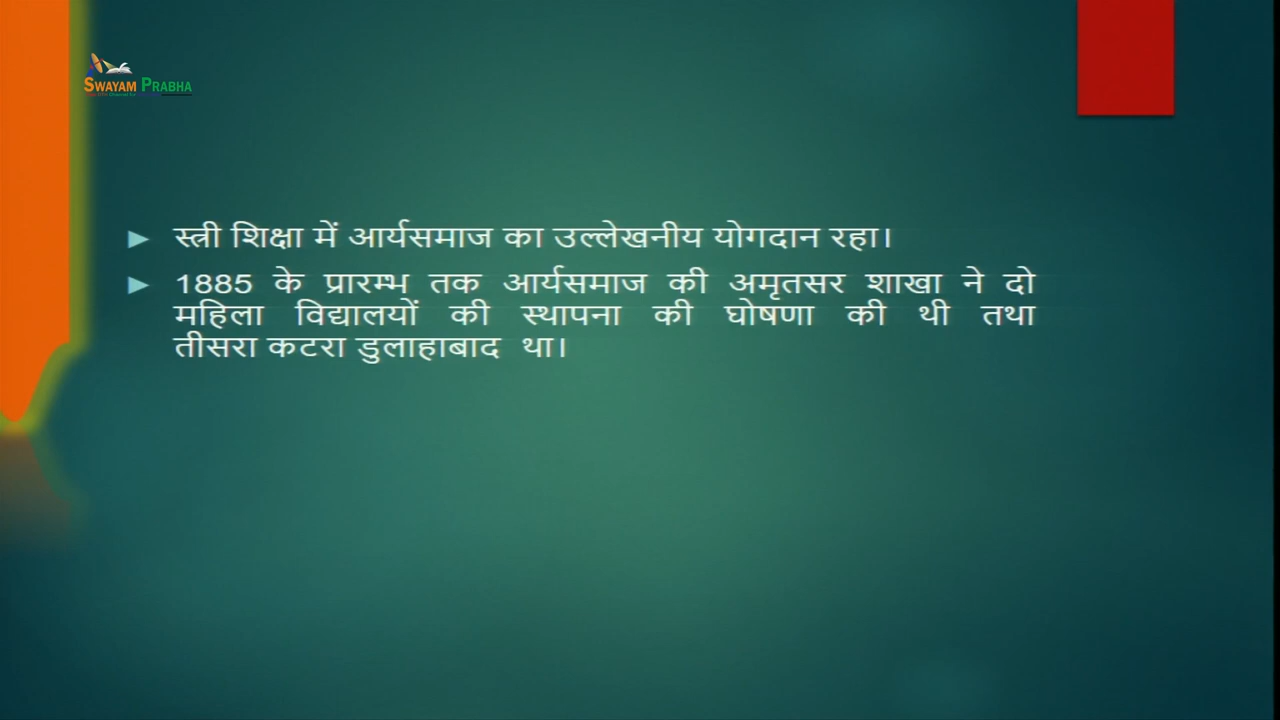 SWAYAM PRABHA
स्त्री शिक्षा में आर्यसमाज का उल्लेखनीय योगदान रहा।
1885 के प्रारम्भ तक आर्यसमाज की अमृतसर शाखा ने दो
महिला विद्यालयों की स्थापना की घोषणा की थी तथा
तीसरा कटरा डुलाहाबाद था।